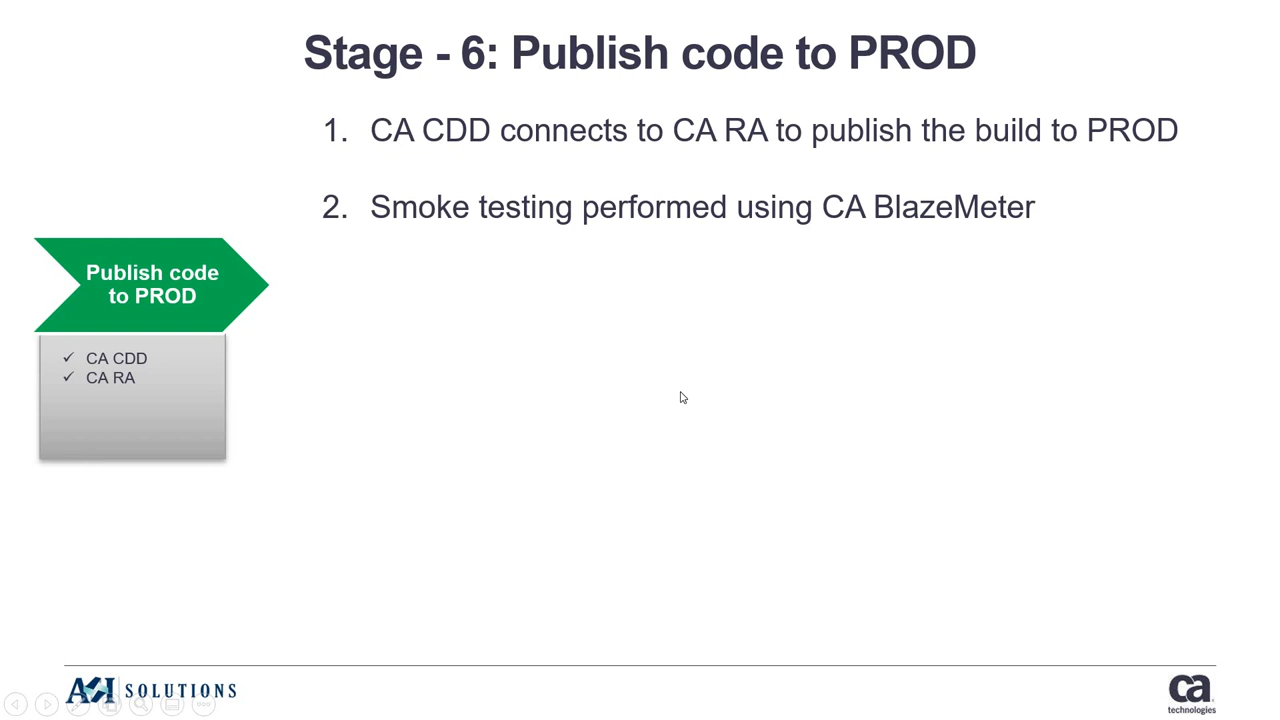 Stage - 6: Publish code to PROD
1. CA CDD connects to CA RA to publish the build to PROD
2. Smoke testing performed using CA BlazeMeter
Publish code
to PROD
✓ CA CDD
✓ CA RA
SOLUTIONS
ca
technologies